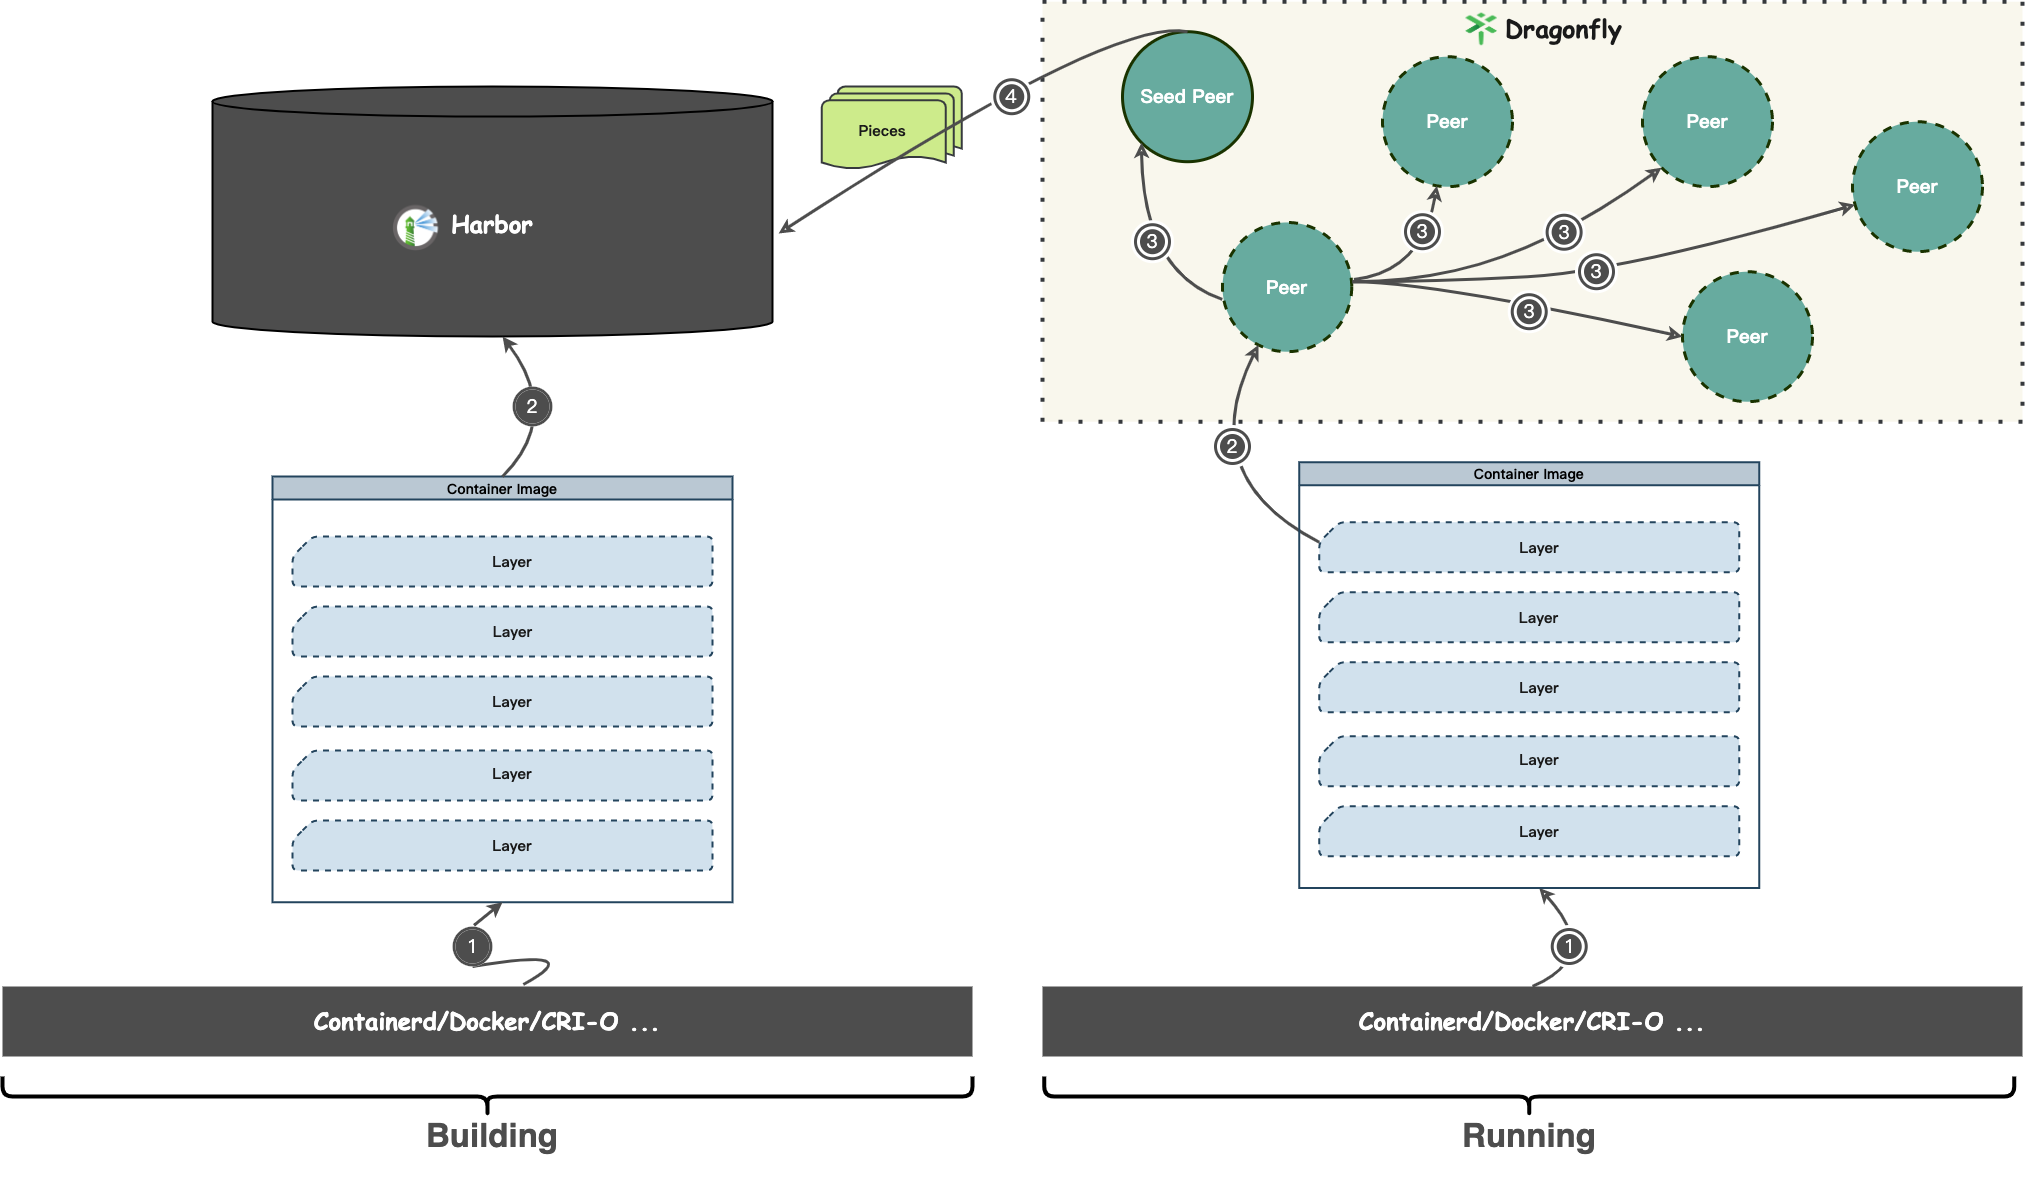 Dragonfly
Seed Peer
Peer
Peer
Peer
Peer
Peer
3
3
3
3
3
4
Pieces
Harbor
2
2
Container Image
Layer
Layer
Layer
Layer
Layer
1
Containerd/Docker/CRI-O ...
Building
Container Image
Layer
Layer
Layer
Layer
Layer
1
Containerd/Docker/CRI-O ...
Running